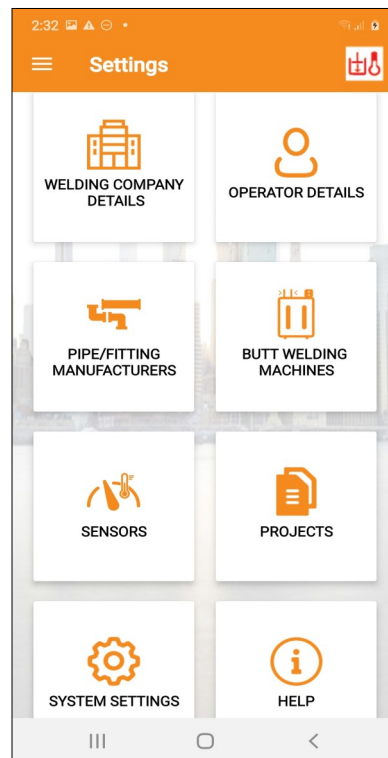 2:32
Settings
WELDING COMPANY
DETAILS
OPERATOR DETAILS
PIPE/FITTING
MANUFACTURERS
BUTT WELDING
MACHINES
SENSORS
PROJECTS
SYSTEM SETTINGS
HELP